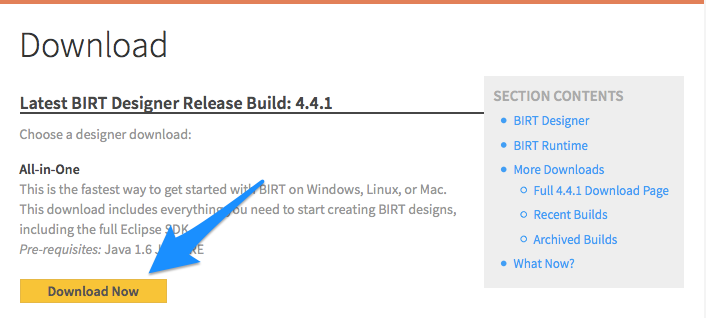 Download
Latest BIRT Designer Release Build: 4.4.1
Choose a designer download:
All-in-One
This is the fastest way to get started with BIRT on Windows, Linux, or Mac.
This download includes everything you need to start creating BIRT designs,
including the full Eclipse SDK
Pre-requisites: Java 1.6
Download Now
SECTION CONTENTS
BIRT Designer
BIRT Runtime
More Downloads
Full 4.4.1 Download Page
Recent Builds
Archived Builds
What Now?